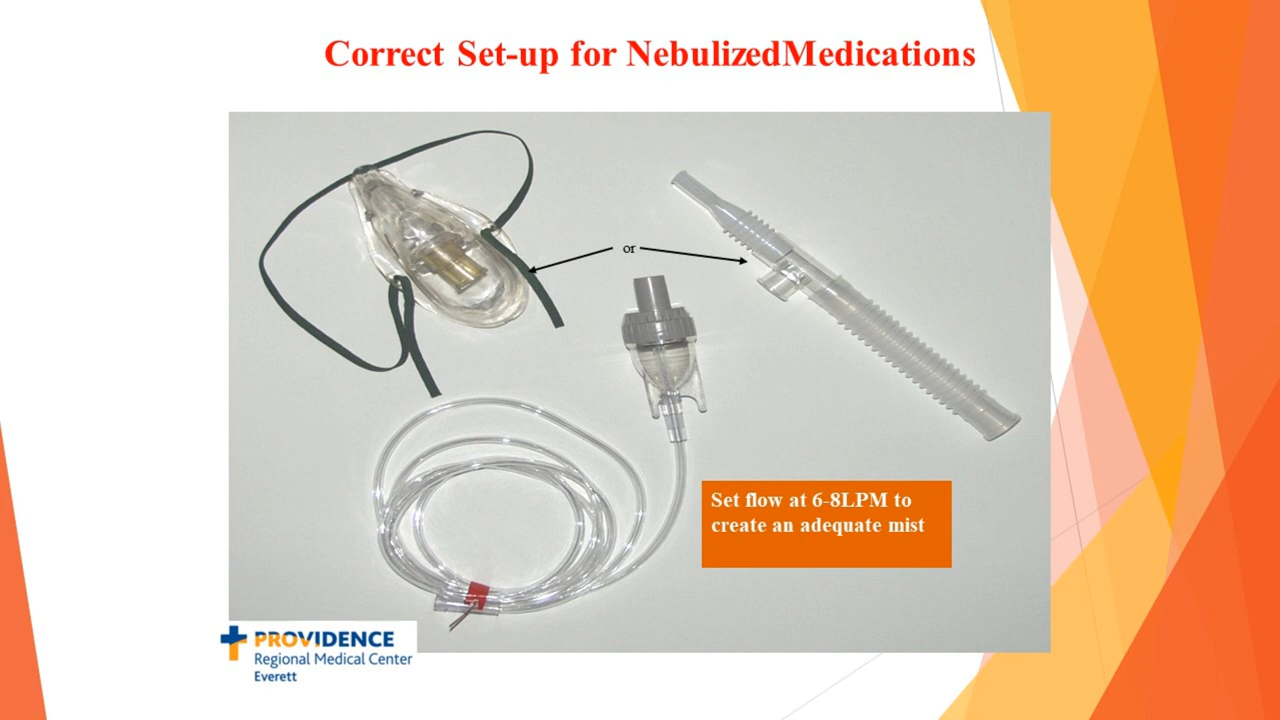 Correct Set-up for NebulizedMedications
or
Set flow at 6-8LPM to
create an adequate mist
PROVIDENCE
Regional Medical Center
Everett